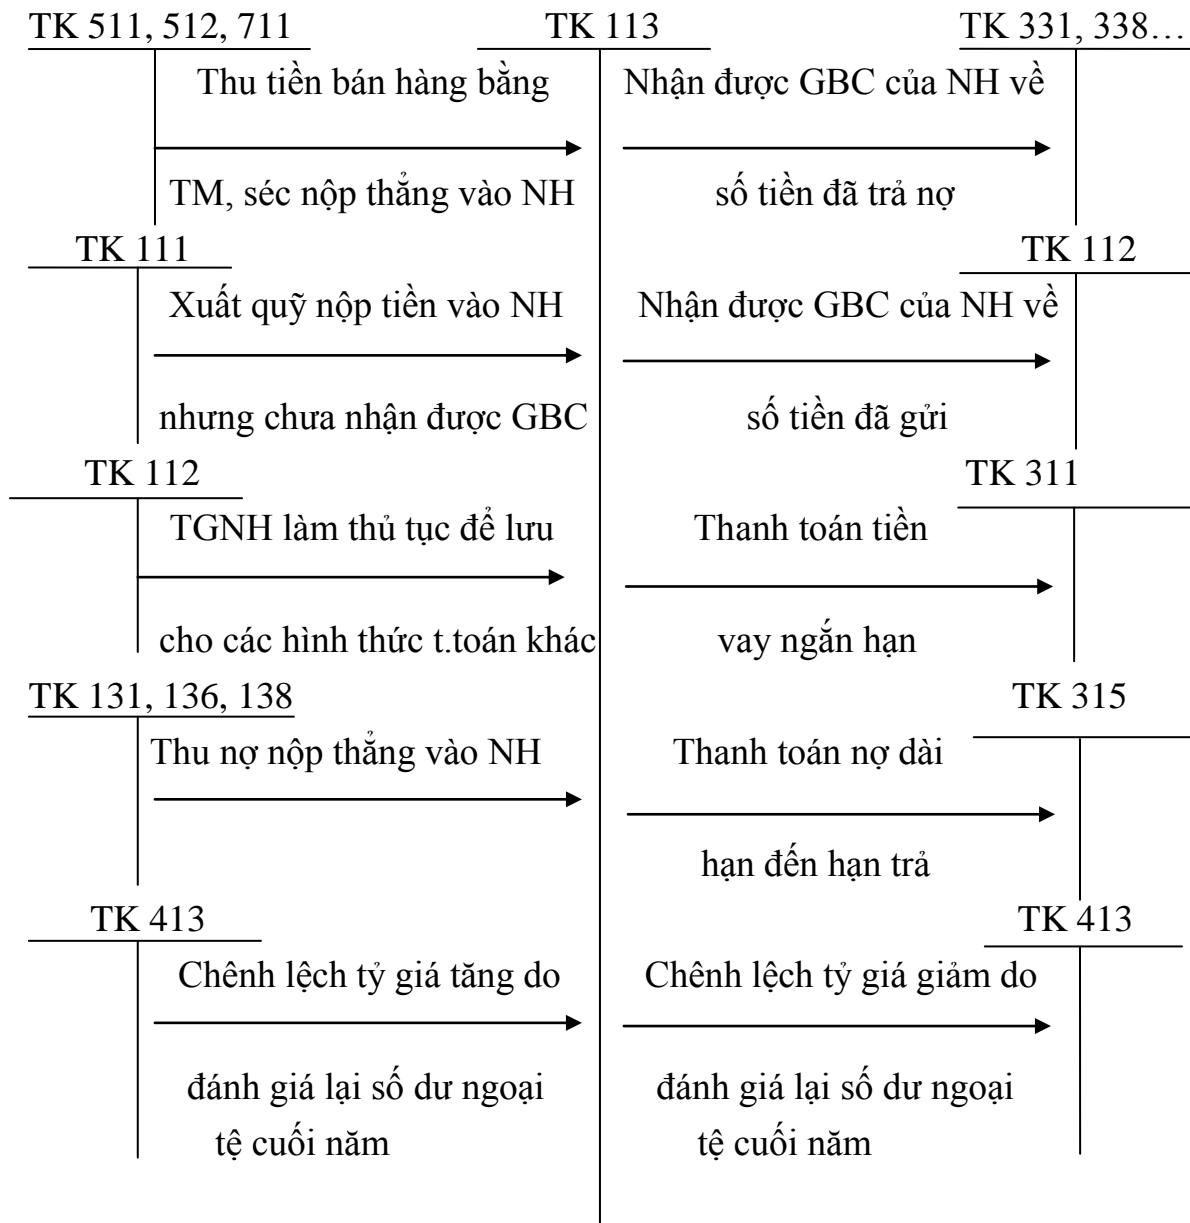 TK 511, 512, 711 TK 113 TK 331, 338…
Thu tiền bán hàng bằng Nhận được GBC của NH về
TM, séc nộp thẳng vào NH số tiền đã trả nợ
TK 111 TK 112
Xuất quỹ nộp tiền vào NH Nhận được GBC của NH về
nhưng chưa nhận được GBC số tiền đã gửi
TK 112 TK 311
TGNH làm thủ tục để lưu Thanh toán tiền
cho các hình thức t.toán khác vay ngắn hạn
TK 131, 136, 138 TK 315
Thu nợ nộp thẳng vào NH Thanh toán nợ dài
hạn đến hạn trả
TK 413 TK 413
Chênh lệch tỷ giá tăng do Chênh lệch tỷ giá giảm do
đánh giá lại số dư ngoại đánh giá lại số dư ngoại
tệ cuối năm tệ cuối năm